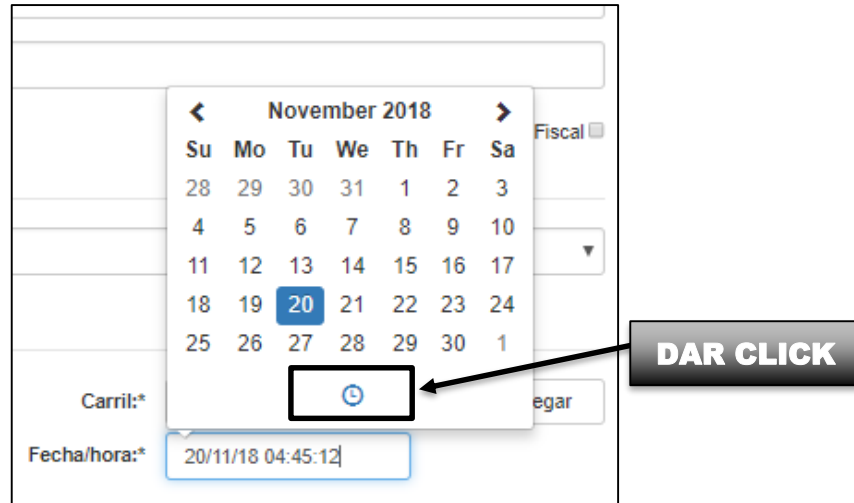 November 2018
Fiscal
Su Mo Tu We Th Fr Sa
28 29 30 31 1 2 3
4 5 6 7 8 9 10
11 12 13 14 15 16 17
18 19 20 21 22 23 24
25 26 27 28 29 30 1
DAR CLICK
Carril:*
egar
Fecha/hora:*
20/11/18 04:45:12